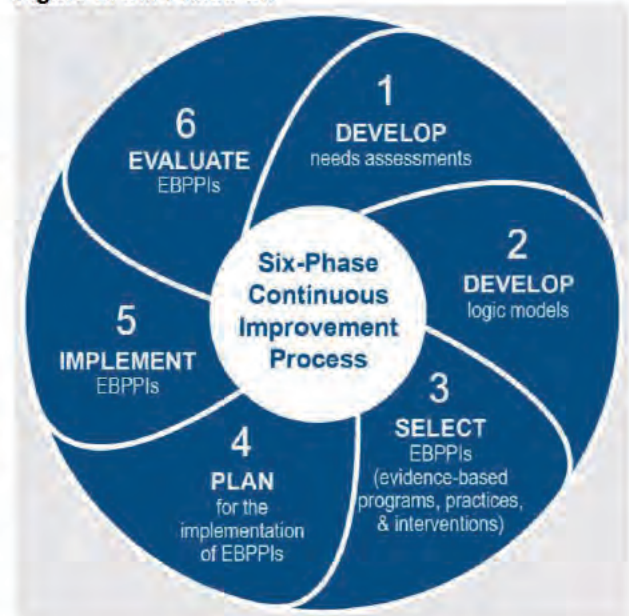 Six-Phase
Continuous
Improvement
Process
1
DEVELOP
needs assessments
2
DEVELOP
logic models
3
SELECT
EBPPIs
(evidence-based
programs, practices,
& interventions)
4
PLAN
for the
implementation
of EBPPIs
5
IMPLEMENT
EBPPIs
6
EVALUATE
EBPPIs